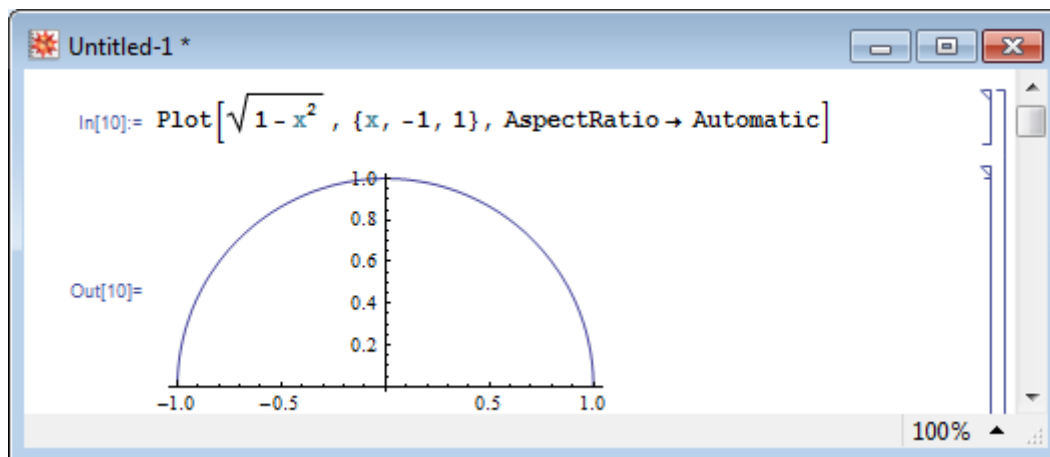 Untitled-1 *
In[10]:= Plot[√1-x², {x, -1, 1}, AspectRatio → Automatic]
1.0
0.8
0.6
Out[10]=
0.4
0.2
-1.0 -0.5 0.5 1.0
100%